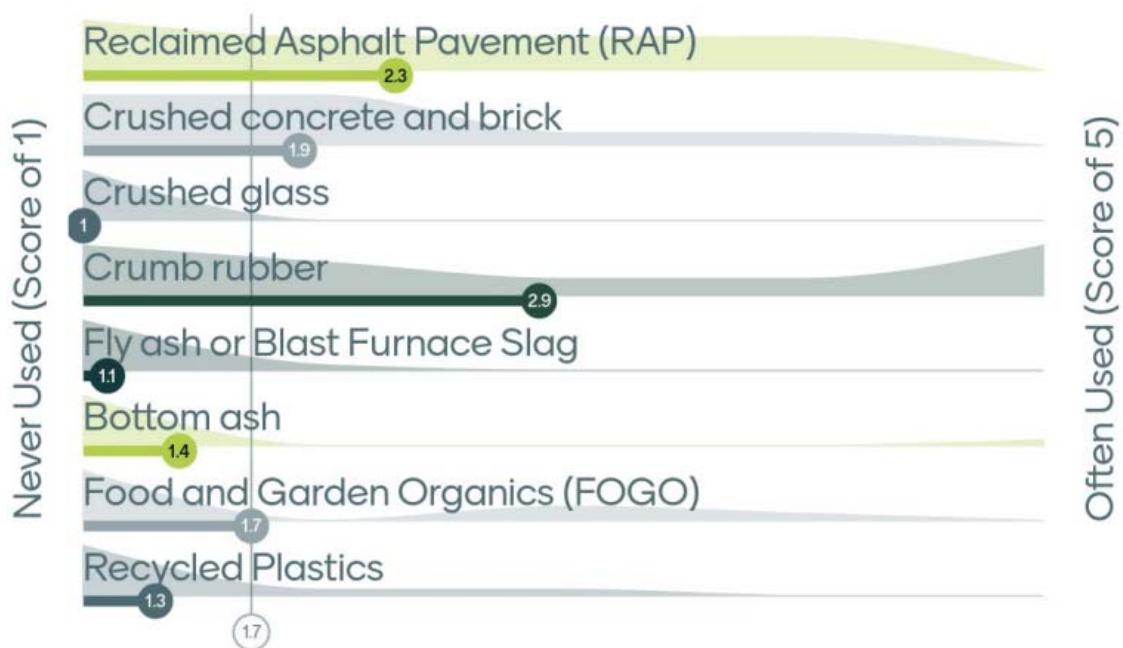 Never Used (Score of 1)
Reclaimed Asphalt Pavement (RAP)
2.3
Crushed concrete and brick
1.9
Crushed glass
1
Crumb rubber
2.9
Fly ash or Blast Furnace Slag
1.1
Bottom ash
1.4
Food and Garden Organics (FOGO)
1.7
Recycled Plastics
1.3
1.7
Often Used (Score of 5)